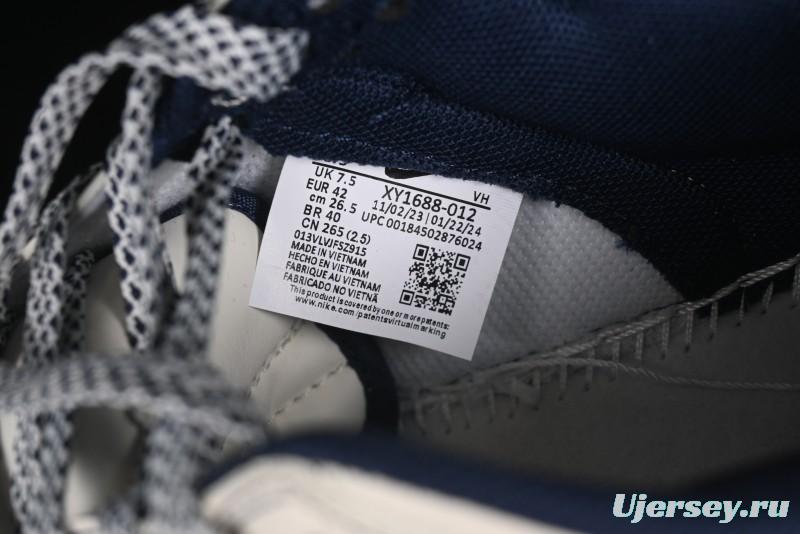 UK 7.5
EUR 42
cm 26.5
BR 40
CN 265 (2.5)
013VLVJFSZ915
MADE IN VIETNAM
HECHO EN VIETNAM
FABRIQUE AU VIETNAM
FABRICADO NO VIETNÃ
This product is covered by one or more patents:
www.nike.com/patentsvirtualmarking
VH
XY1688-012
11/02/23 | 01/22/24
UPC 00184502876024
Ujersey.ru